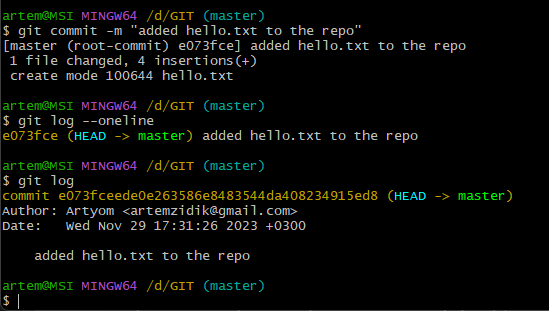 artem@MSI MINGW64 /d/GIT (master)
$ git commit -m "added hello.txt to the repo"
[master (root-commit) e073fce] added hello.txt to the repo
 1 file changed, 4 insertions(+)
 create mode 100644 hello.txt

artem@MSI MINGW64 /d/GIT (master)
$ git log --oneline
e073fce (HEAD -> master) added hello.txt to the repo

artem@MSI MINGW64 /d/GIT (master)
$ git log
commit e073fceede0e263586e8483544da408234915ed8 (HEAD -> master)
Author: Artyom <artemzidik@gmail.com>
Date:   Wed Nov 29 17:31:26 2023 +0300

    added hello.txt to the repo

artem@MSI MINGW64 /d/GIT (master)
$